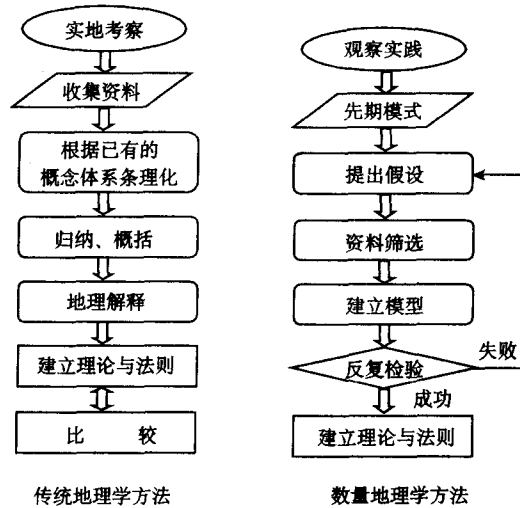 实地考察
收集资料
根据已有的
概念体系条理化
归纳、概括
地理解释
建立理论与法则
比 较
传统地理学方法
观察实践
先期模式
提出假设
资料筛选
建立模型
反复检验
失败
成功
建立理论与法则
数量地理学方法